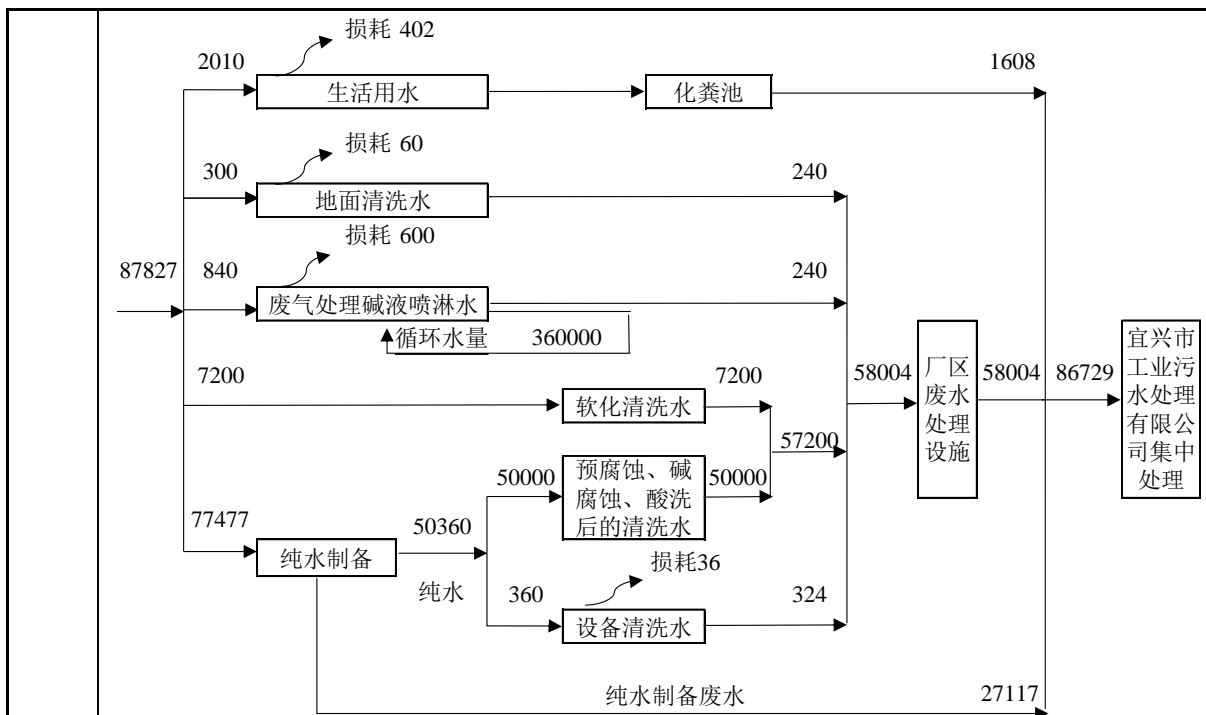 损耗 402
2010
生活用水
化粪池
1608
损耗 60
300
地面清洗水
240
损耗 600
87827
840
废气处理碱液喷淋水
240
循环水量 360000
7200
软化清洗水
7200
57200
58004
厂区
废水
处理
设施
58004
86729
宜兴市
工业污
水处理
有限公
司集中
处理
50000
预腐蚀、碱
腐蚀、酸洗
后的清洗水
50000
77477
纯水制备
50360
纯水
损耗36
360
设备清洗水
324
纯水制备废水
27117